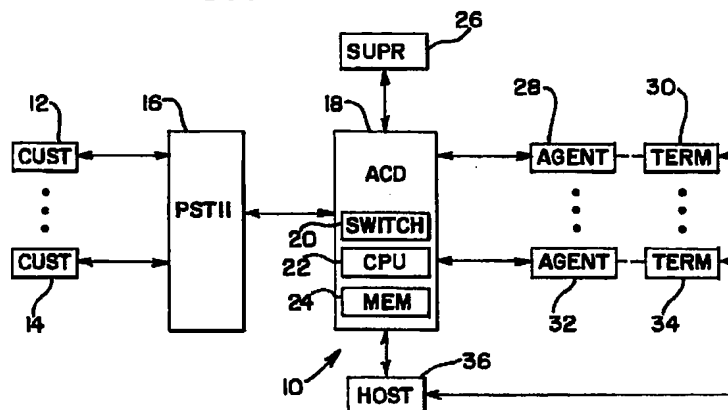 26
SUPR
12
16
18
28
30
CUST
PST11
ACD
AGENT
TERM
20
SWITCH
22
CPU
24
MEM
CUST
AGENT
TERM
14
32
34
10
36
HOST